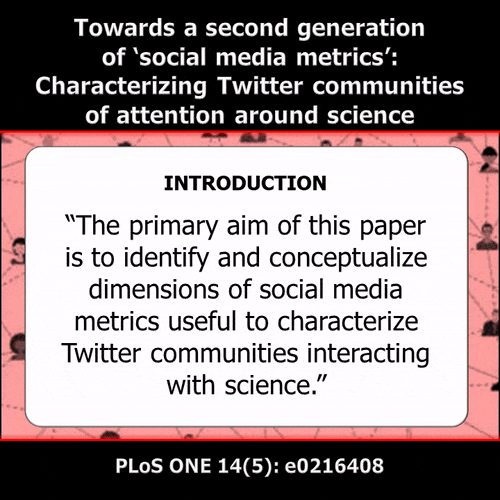 Towards a second generation
of ‘social media metrics’:
Characterizing Twitter communities
of attention around science
INTRODUCTION
“The primary aim of this paper
is to identify and conceptualize
dimensions of social media
metrics useful to characterize
Twitter communities interacting
with science.”
PLoS ONE 14(5): e0216408